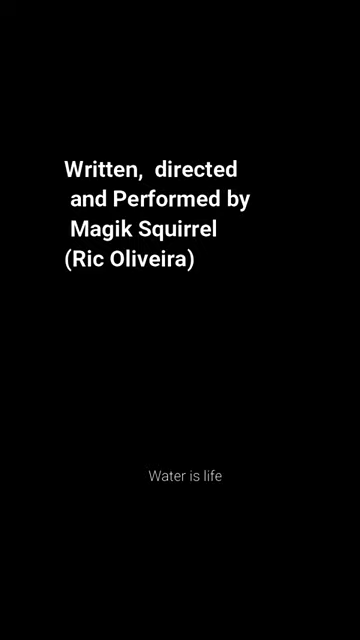 Written,  directed
and Performed by
Magik Squirrel
(Ric Oliveira)
Water is life